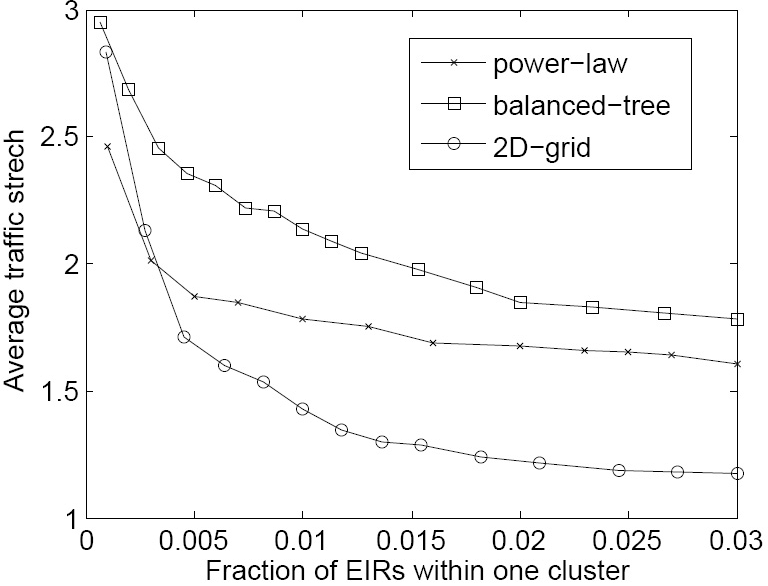 3
2.5
2
1.5
1
Average traffic strech
power-law
balanced-tree
2D-grid
0 0.005 0.01 0.015 0.02 0.025 0.03
Fraction of EIRs within one cluster